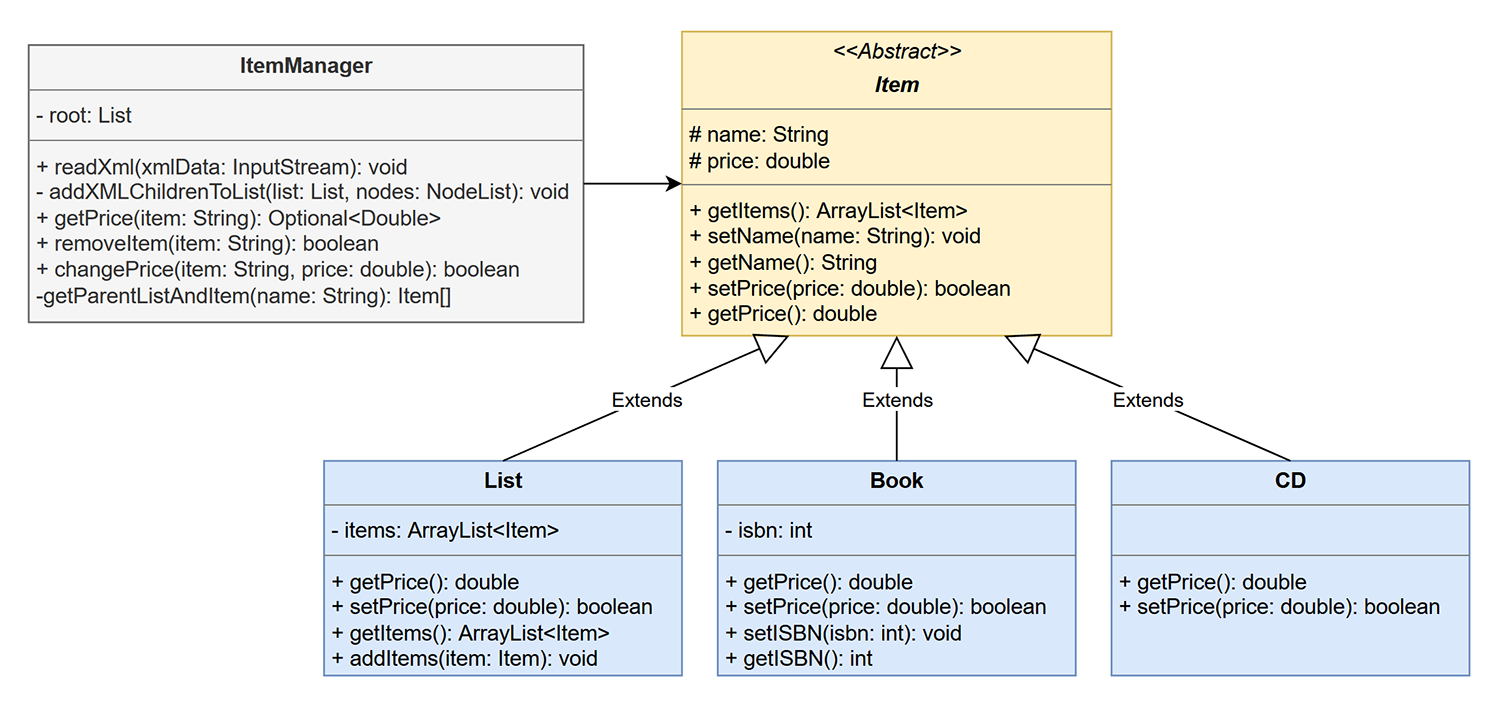 ItemManager
- root: List
+ readXml(xmlData: InputStream): void
- addXMLChildrenToList(list: List, nodes: NodeList): void
+ getPrice(item: String): Optional<Double>
+ removeItem(item: String): boolean
+ changePrice(item: String, price: double): boolean
-getParentListAndItem(name: String): Item[]
<<Abstract>>
Item
# name: String
# price: double
+ getItems(): ArrayList<Item>
+ setName(name: String): void
+ getName(): String
+ setPrice(price: double): boolean
+ getPrice(): double
Extends
Extends
Extends
List
- items: ArrayList<Item>
+ getPrice(): double
+ setPrice(price: double): boolean
+ getItems(): ArrayList<Item>
+ addItems(item: Item): void
Book
- isbn: int
+ getPrice(): double
+ setPrice(price: double): boolean
+ setISBN(isbn: int): void
+ getISBN(): int
CD
+ getPrice(): double
+ setPrice(price: double): boolean